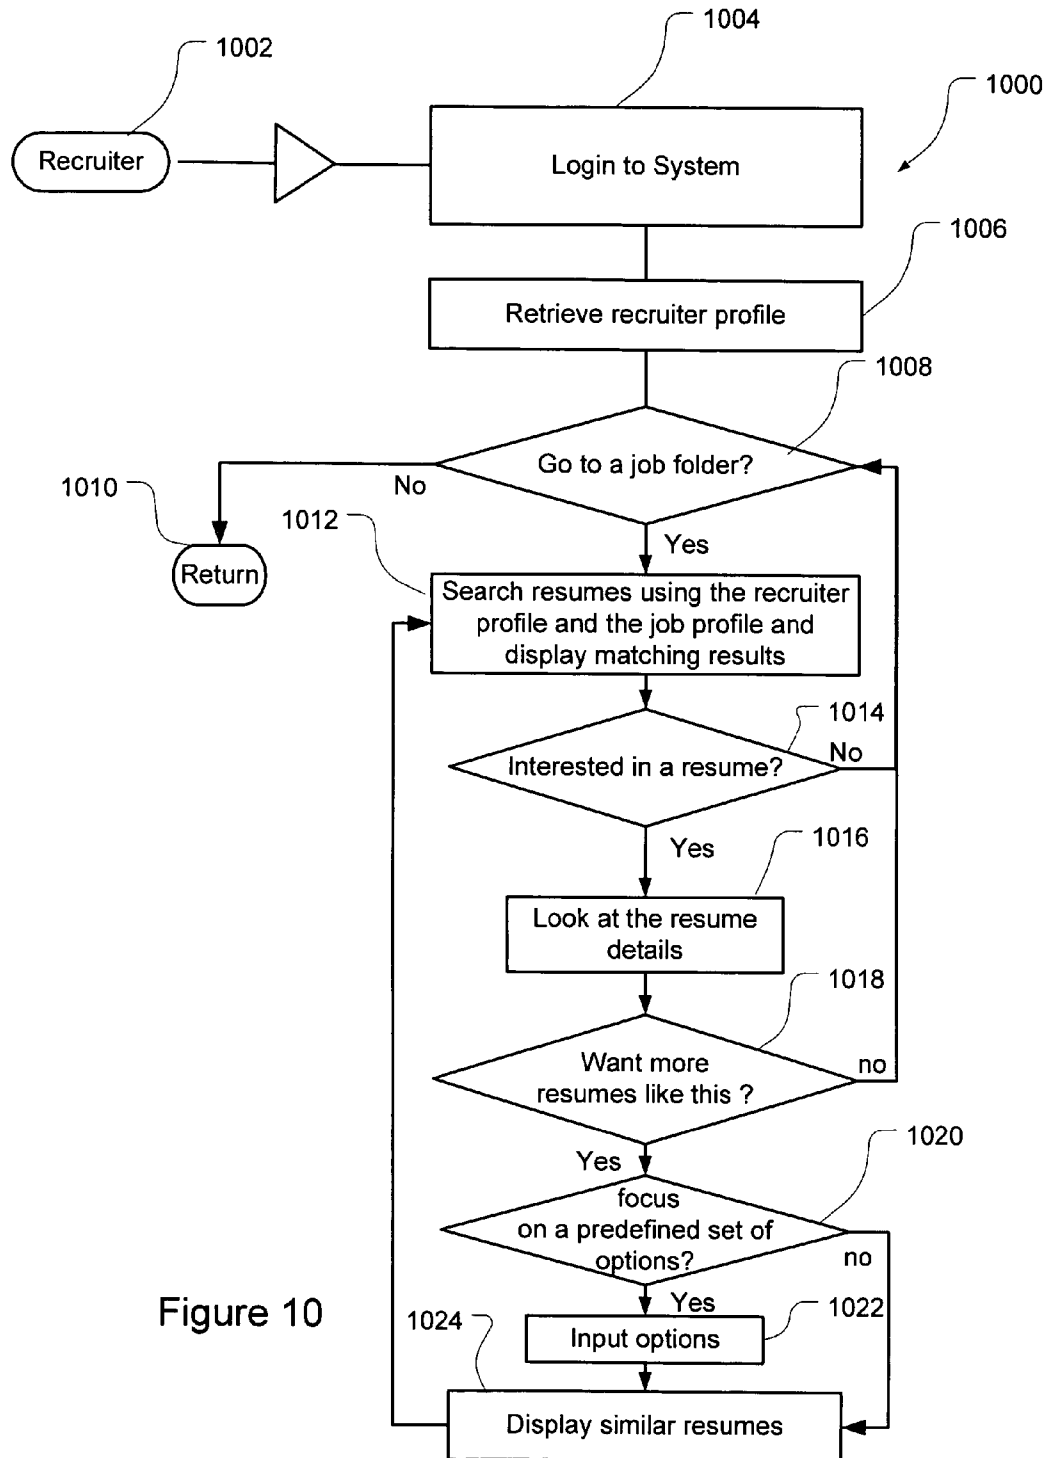 1002
1004
1000
Recruiter
Login to System
1006
Retrieve recruiter profile
1008
Go to a job folder?
No
1010
1012
Yes
Return
Search resumes using the recruiter
profile and the job profile and
display matching results
1014
Interested in a resume?
No
Yes
1016
Look at the resume
details
1018
Want more
resumes like this ?
no
1020
Yes
focus
on a predefined set of
options?
no
Figure 10
Yes
1022
1024
Input options
Display similar resumes